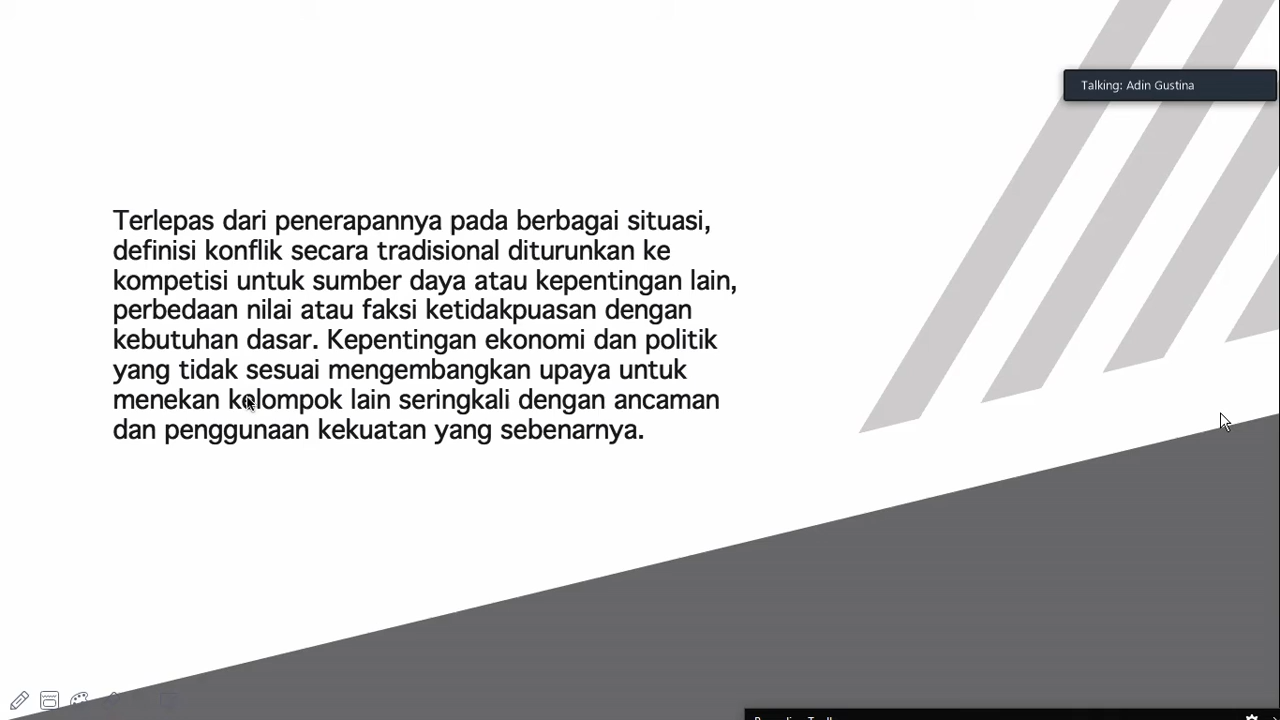 Talking: Adin Gustina
Terlepas dari penerapannya pada berbagai situasi,
definisi konflik secara tradisional diturunkan ke
kompetisi untuk sumber daya atau kepentingan lain,
perbedaan nilai atau faksi ketidakpuasan dengan
kebutuhan dasar. Kepentingan ekonomi dan politik
yang tidak sesuai mengembangkan upaya untuk
menekan kelompok lain seringkali dengan ancaman
dan penggunaan kekuatan yang sebenarnya.